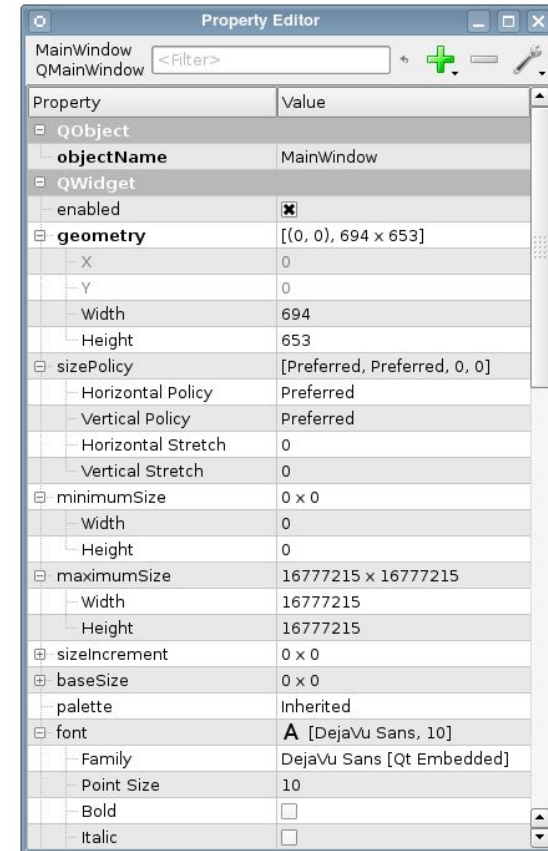 Property Editor
MainWindow
QMainWindow
<Filter>
Property Value
QObject
objectName MainWindow
QWidget
enabled
geometry [(0, 0), 694 x 653]
X 0
Y 0
Width 694
Height 653
sizePolicy [Preferred, Preferred, 0, 0]
Horizontal Policy Preferred
Vertical Policy Preferred
Horizontal Stretch 0
Vertical Stretch 0
minimumSize 0 x 0
Width 0
Height 0
maximumSize 16777215 x 16777215
Width 16777215
Height 16777215
sizeIncrement 0 x 0
baseSize 0 x 0
palette Inherited
font A [DejaVu Sans, 10]
Family DejaVu Sans [Qt Embedded]
Point Size 10
Bold
Italic